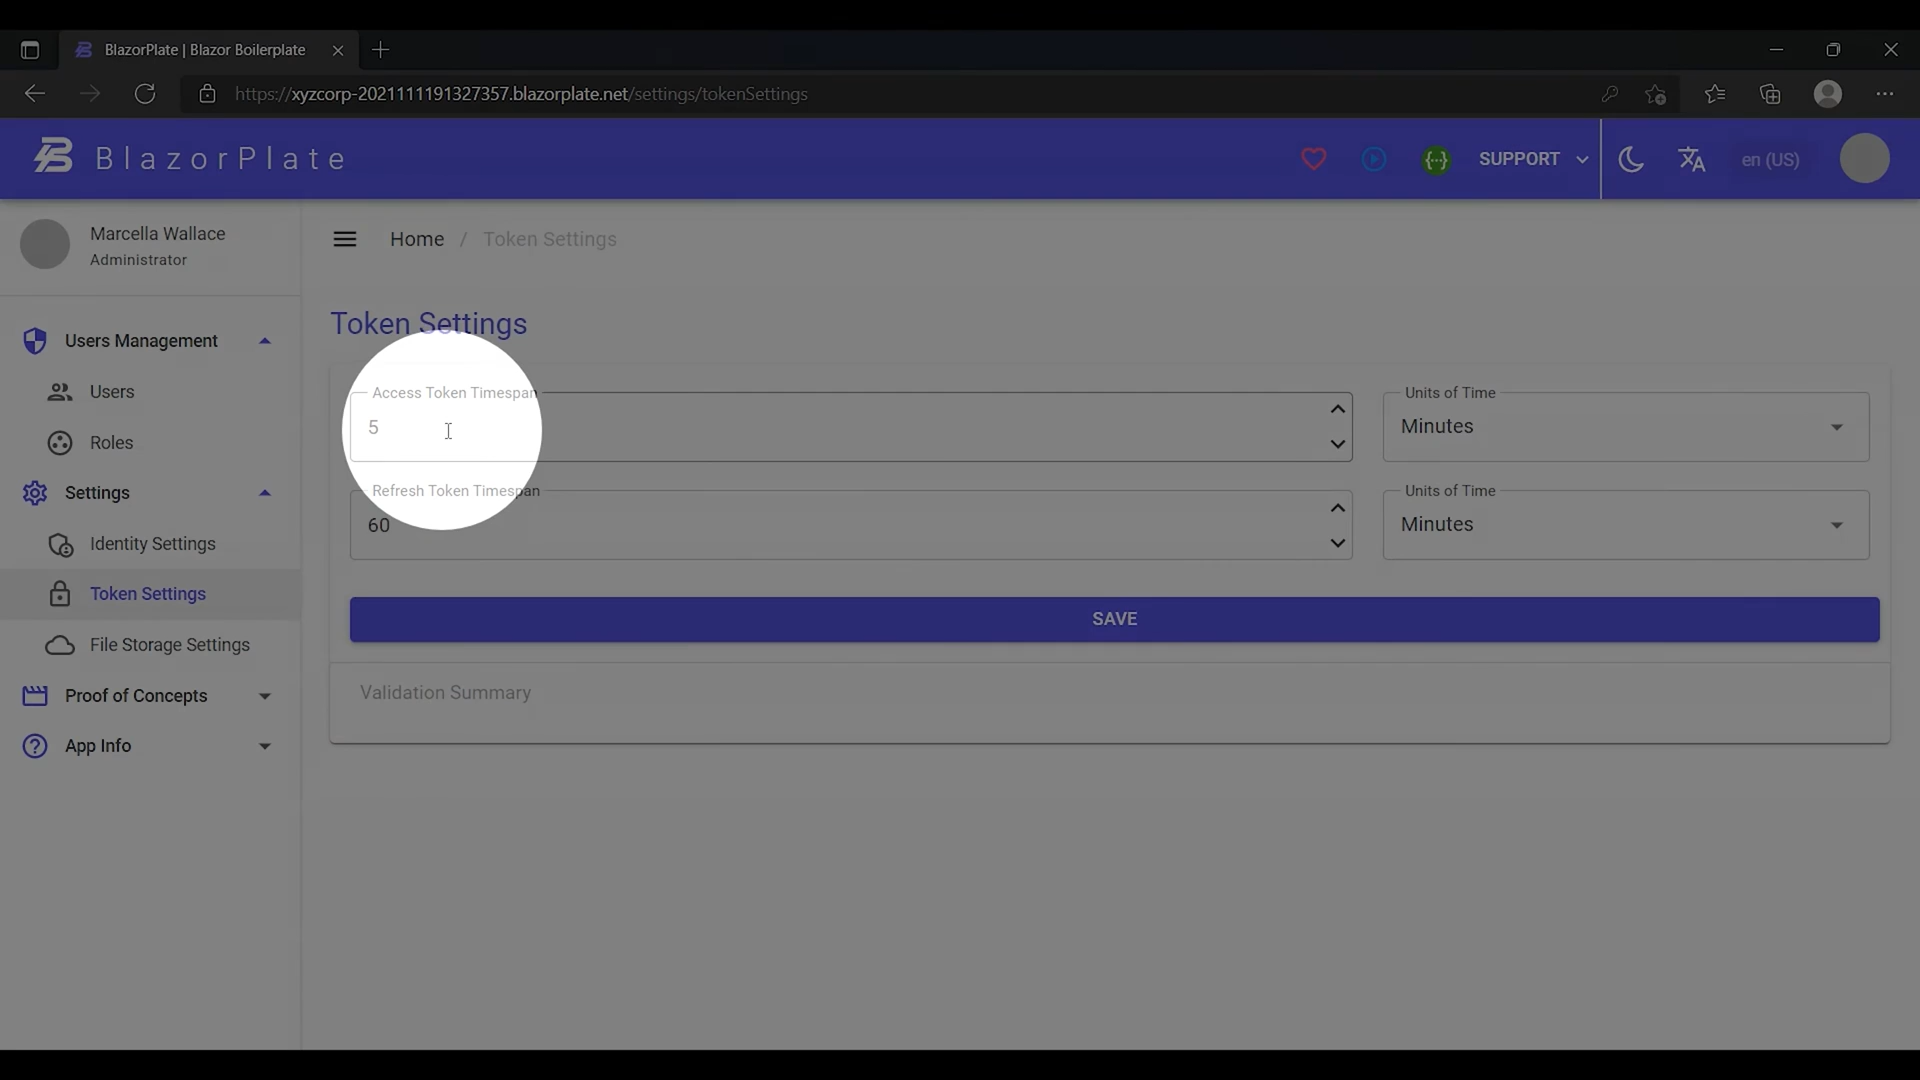 BlazorPlate | Blazor Boilerplate
https://xyzcorp-2021111191327357.blazorplate.net/settings/tokenSettings
BlazorPlate
SUPPORT
en (US)
Marcella Wallace
Administrator
Home / Token Settings
Users Management
Users
Roles
Settings
Identity Settings
Token Settings
File Storage Settings
Proof of Concepts
App Info
Token Settings
Access Token Timespan
5
Units of Time
Minutes
Refresh Token Timespan
60
Units of Time
Minutes
SAVE
Validation Summary